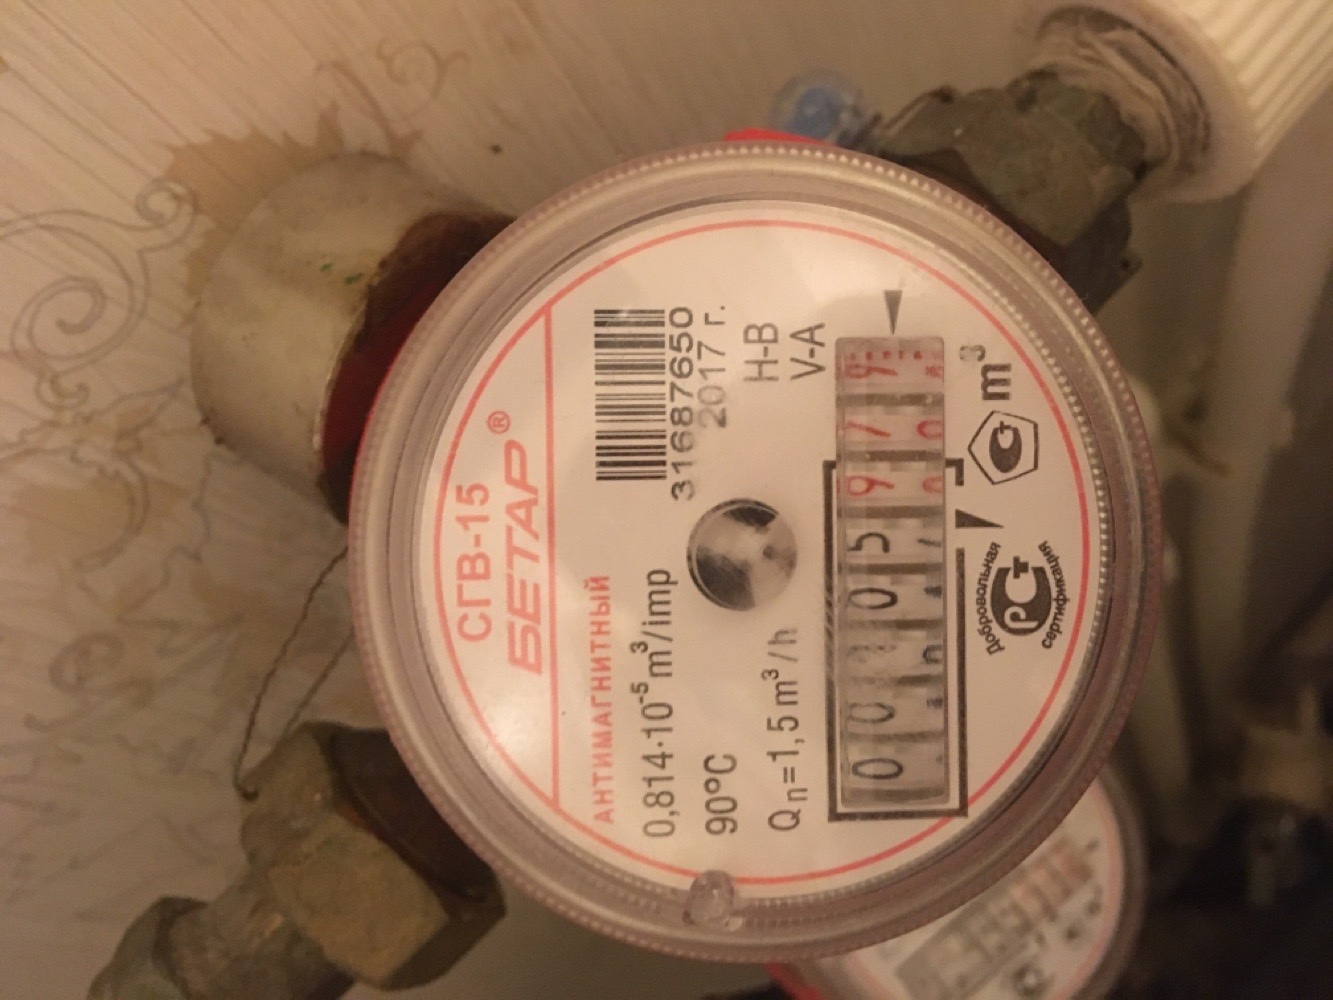 СГВ-15
БЕТАР®
АНТИМАГНИТНЫЙ
31687650
2017 г.
0,814·10⁻⁵ m³/imp
90°C
H-B
V-A
Qn=1,5 m³/h
m³
Добровольная
РСт
сертификация